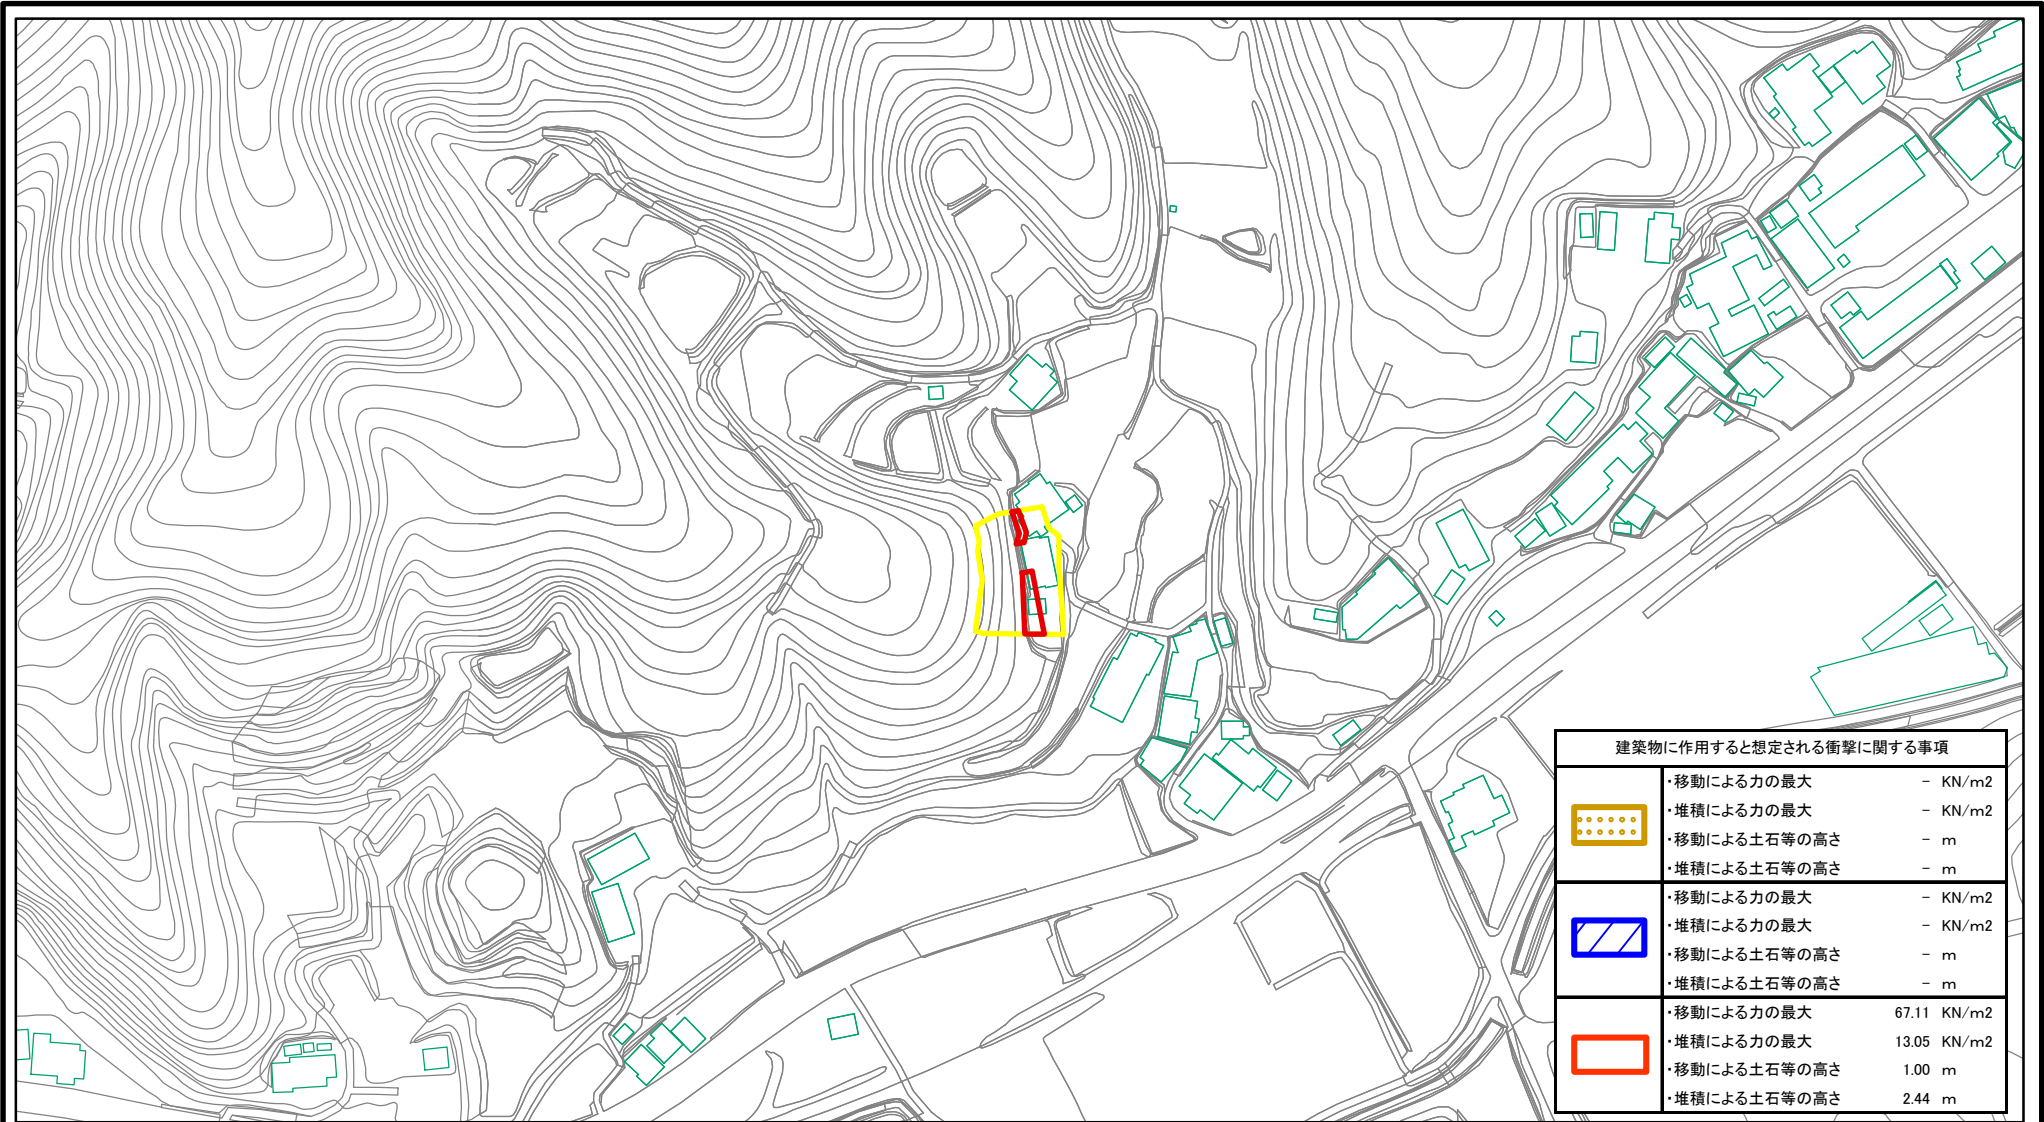 建築物に作用すると想定される衝撃に関する事項
・移動による力の最大 － KN/m2
・堆積による力の最大 － KN/m2
・移動による土石等の高さ － m
・堆積による土石等の高さ － m
・移動による力の最大 － KN/m2
・堆積による力の最大 － KN/m2
・移動による土石等の高さ － m
・堆積による土石等の高さ － m
・移動による力の最大 67.11 KN/m2
・堆積による力の最大 13.05 KN/m2
・移動による土石等の高さ 1.00 m
・堆積による土石等の高さ 2.44 m